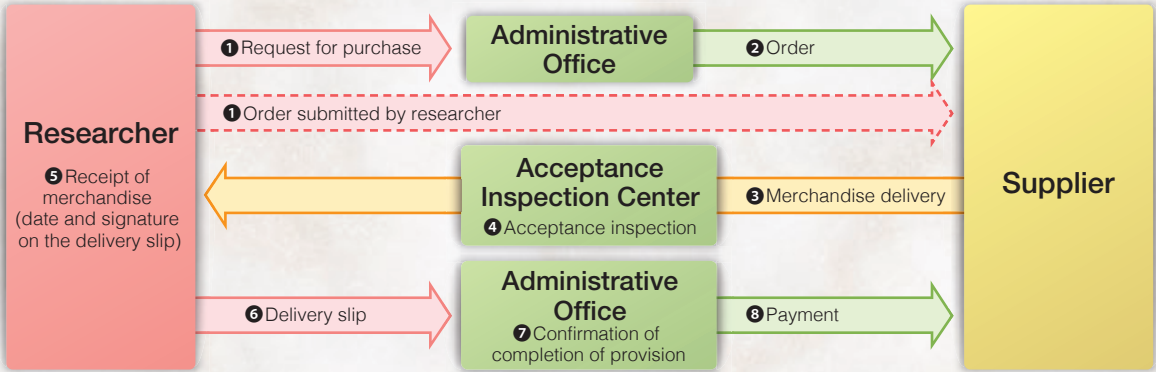 ❶Request for purchase
Administrative
Office
❷Order
❶Order submitted by researcher
Researcher
❺Receipt of
merchandise
(date and signature
on the delivery slip)
Acceptance
Inspection Center
❹Acceptance inspection
❸Merchandise delivery
Supplier
❻Delivery slip
Administrative
Office
❼Confirmation of
completion of provision
❽Payment